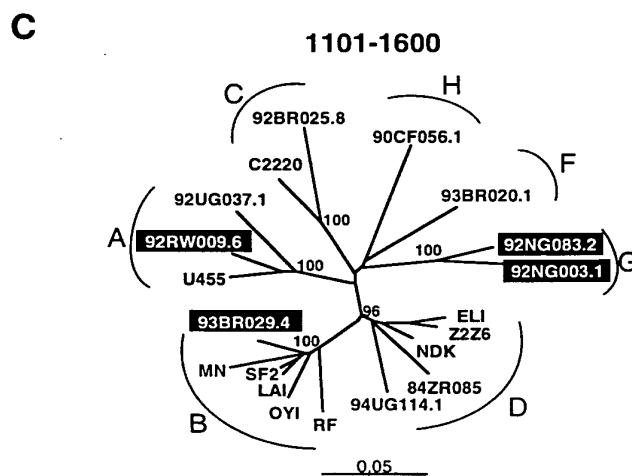 C
1101-1600
C
H
92BR025.8
90CF056.1
C2220
F
92UG037.1
93BR020.1
100
A
92RW009.6
100
92NG083.2
G
U455
100
92NG003.1
93BR029.4
96
ELI
Z2Z6
100
NDK
MN
SF2
LAI
84ZR085
OYI
94UG114.1
B
RF
D
0,05